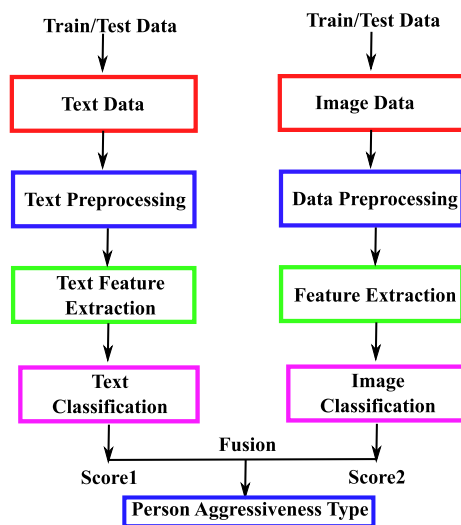 Train/Test Data
Text Data
Text Preprocessing
Text Feature
Extraction
Text
Classification
Score1
Train/Test Data
Image Data
Data Preprocessing
Feature Extraction
Image
Classification
Score2
Fusion
Person Aggressiveness Type